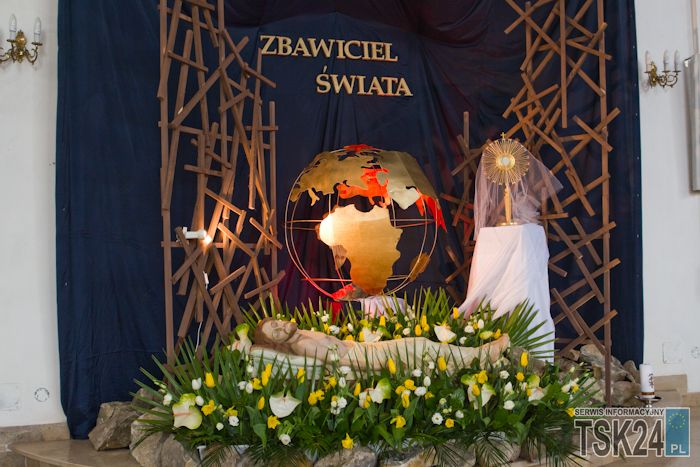 ZBAWICIEL
ŚWIATA
SERWIS INFORMACYJNY
TSK24.PL